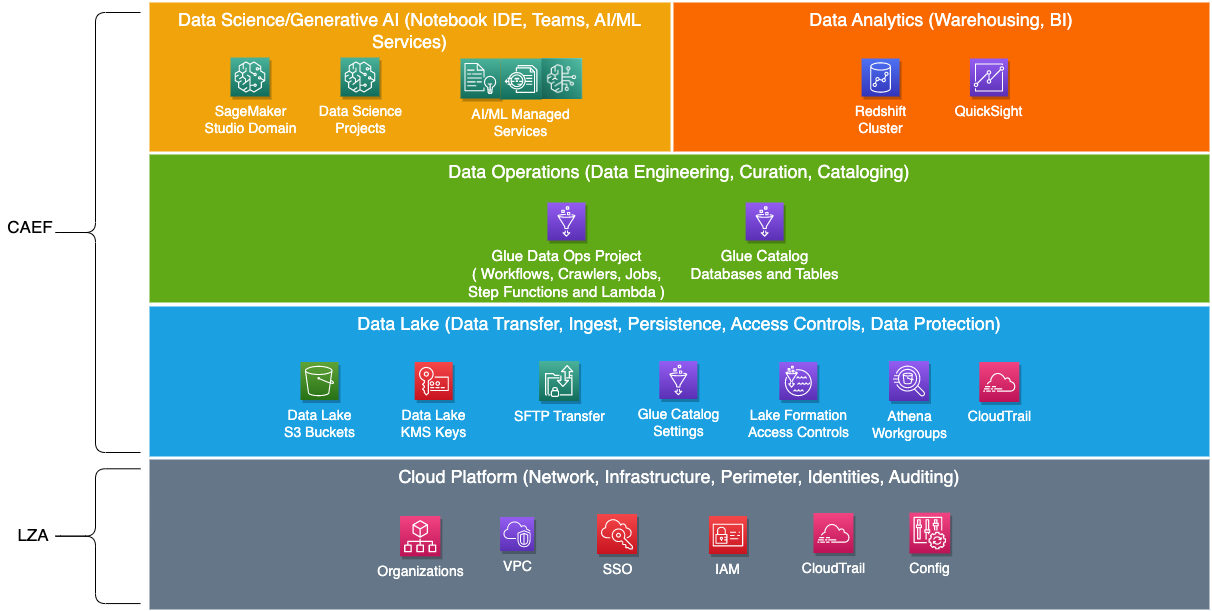 Data Science/Generative AI (Notebook IDE, Teams, AI/ML
Services)
SageMaker
Studio Domain
Data Science
Projects
AI/ML Managed
Services
Data Analytics (Warehousing, BI)
Redshift
Cluster
QuickSight
CAEF
Data Operations (Data Engineering, Curation, Cataloging)
Glue Data Ops Project
( Workflows, Crawlers, Jobs,
Step Functions and Lambda )
Glue Catalog
Databases and Tables
Data Lake (Data Transfer, Ingest, Persistence, Access Controls, Data Protection)
Data Lake
S3 Buckets
Data Lake
KMS Keys
SFTP Transfer
Glue Catalog
Settings
Lake Formation
Access Controls
Athena
Workgroups
CloudTrail
LZA
Cloud Platform (Network, Infrastructure, Perimeter, Identities, Auditing)
Organizations
VPC
SSO
IAM
CloudTrail
Config